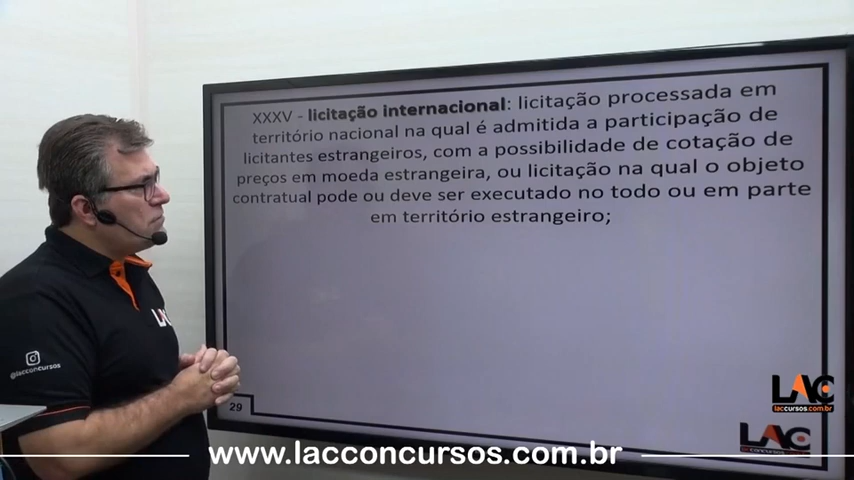 XXXV - licitação internacional: licitação processada em
território nacional na qual é admitida a participação de
licitantes estrangeiros, com a possibilidade de cotação de
preços em moeda estrangeira, ou licitação na qual o objeto
contratual pode ou deve ser executado no todo ou em parte
em território estrangeiro;
LAC
@lacconcursos
29
LAC
laccursos.com.br
LAC
CONCURSOS
www.lacconcursos.com.br